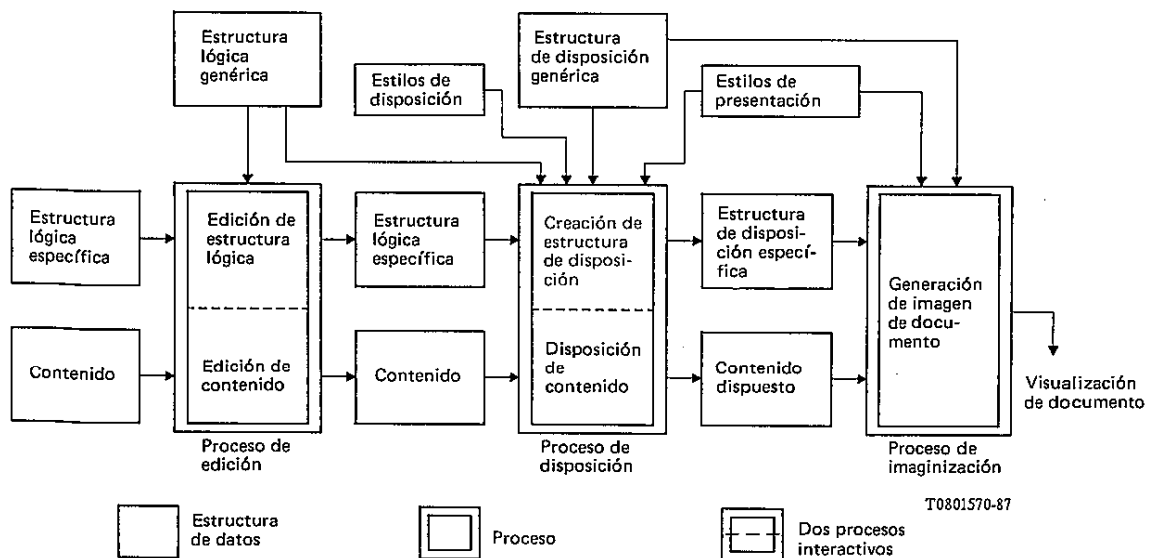 Estructura
lógica
genérica
Estructura
de disposición
genérica
Estilos de
disposición
Estilos de
presentación
Estructura
lógica
específica
Edición de
estructura
lógica
Estructura
lógica
específica
Creación de
estructura
de disposi-
ción
Estructura
de disposi-
ción especí-
fica
Generación
de imagen
de docu-
mento
Contenido
Edición de
contenido
Contenido
Disposición
de
contenido
Contenido
dispuesto
Visualización
de documento
Proceso de
edición
Proceso de
disposición
Proceso de
imaginización
T0801570-87
Estructura
de datos
Proceso
Dos procesos
interactivos